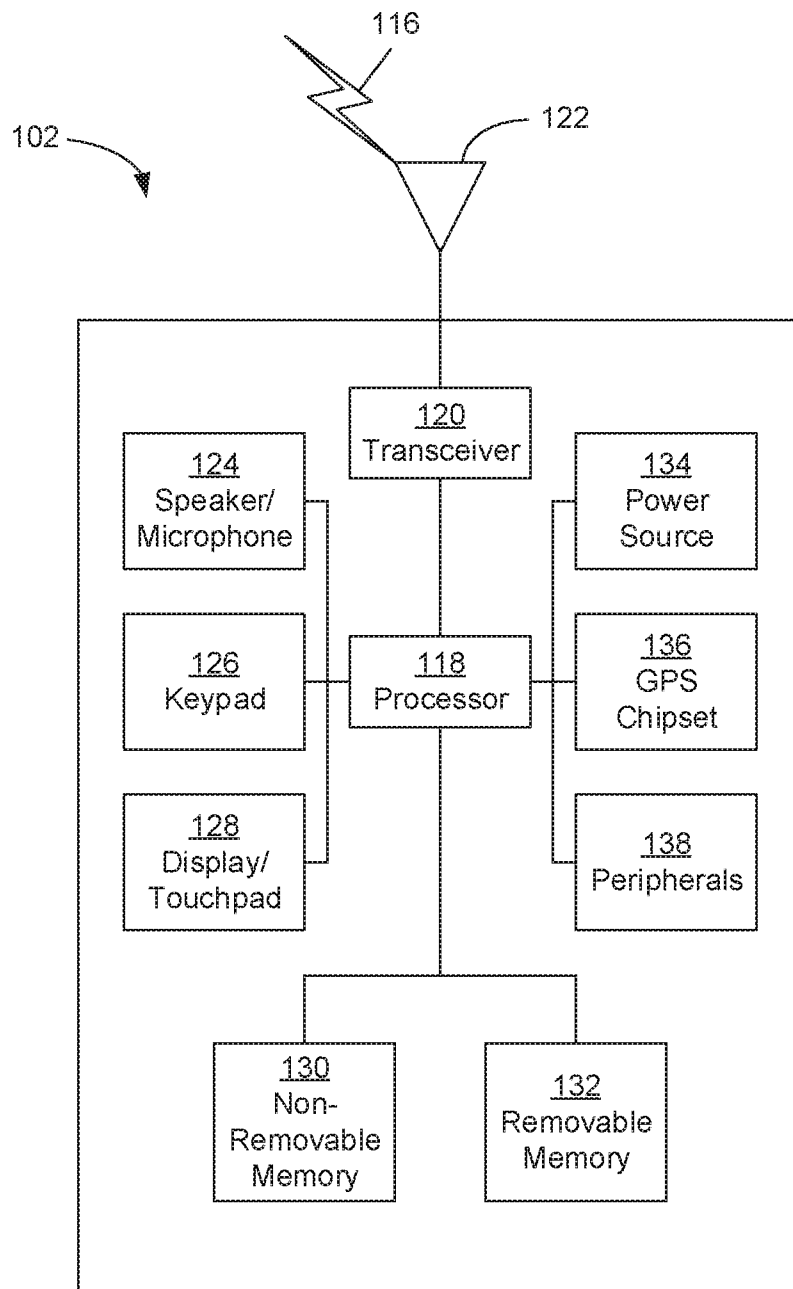 116
122
102
120
Transceiver
124
Speaker/
Microphone
134
Power
Source
126
Keypad
118
Processor
136
GPS
Chipset
128
Display/
Touchpad
138
Peripherals
130
Non-
Removable
Memory
132
Removable
Memory